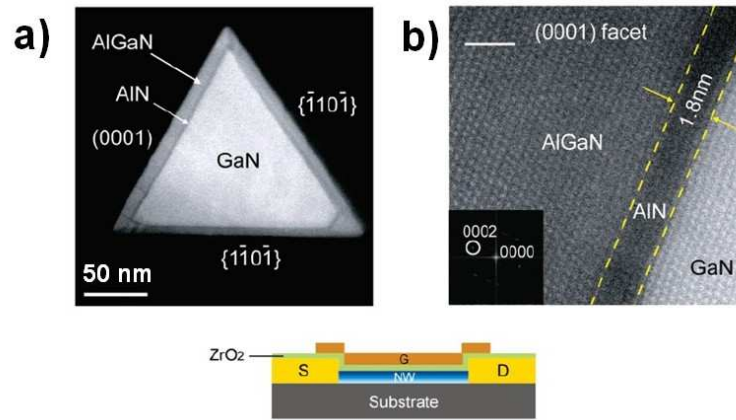 a)
AlGaN
AlN
(0001)
GaN
{1̄101̄}
{11̄01̄}
50 nm
b)
(0001) facet
1.8nm
AlGaN
AlN
GaN
0002
0000
ZrO₂
S
G
D
NW
Substrate